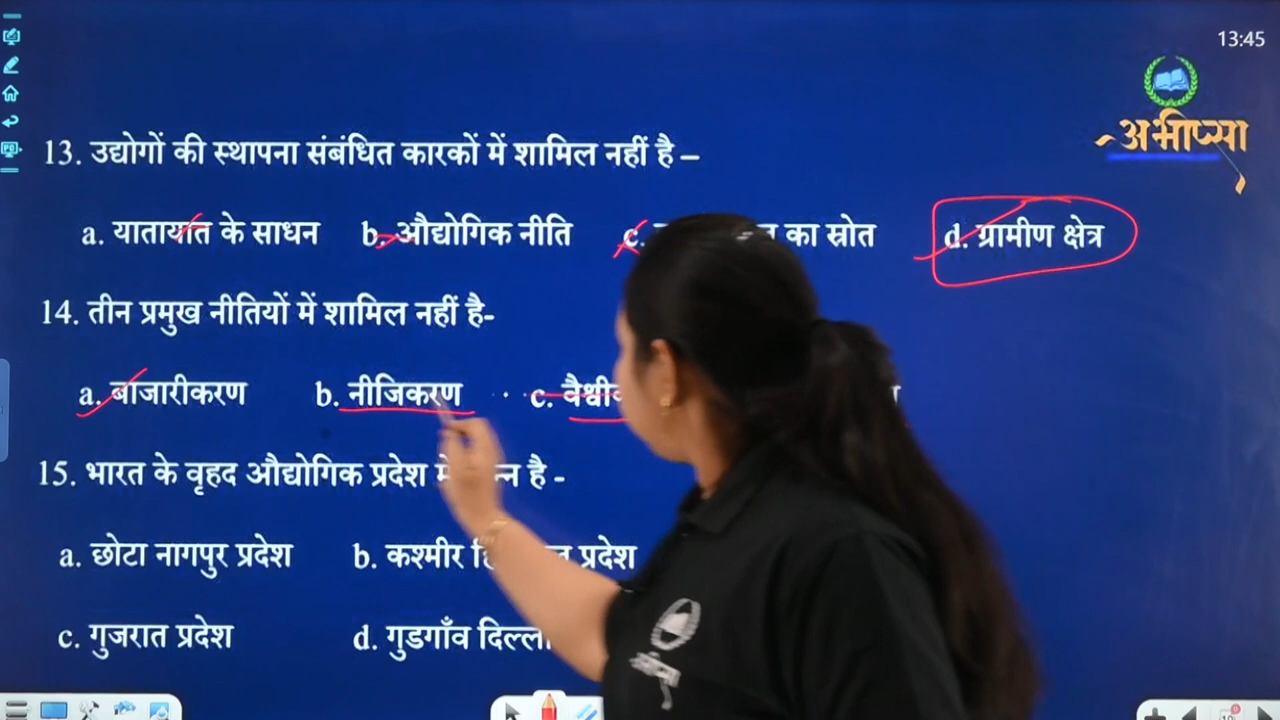 13:45
अभीप्सा
13. उद्योगों की स्थापना संबंधित कारकों में शामिल नहीं है –
a. यातायात के साधन b. औद्योगिक नीति c. का स्रोत d. ग्रामीण क्षेत्र
14. तीन प्रमुख नीतियों में शामिल नहीं है-
a. बाजारीकरण b. नीजिकरण c.
15. भारत के वृहद औद्योगिक प्रदेश है -
a. छोटा नागपुर प्रदेश b. कश्मीर प्रदेश
c. गुजरात प्रदेश d. गुडगाँव